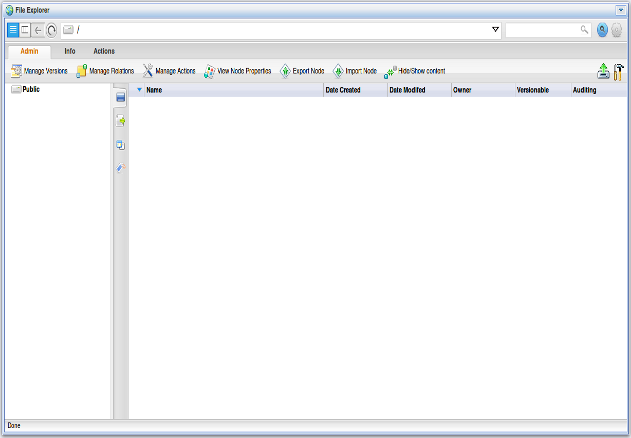 File Explorer
/
Admin Info Actions
Manage Versions Manage Relations Manage Actions View Node Properties Export Node Import Node Hide/Show content
Public Name Date Created Date Modifed Owner Versionable Auditing
Done